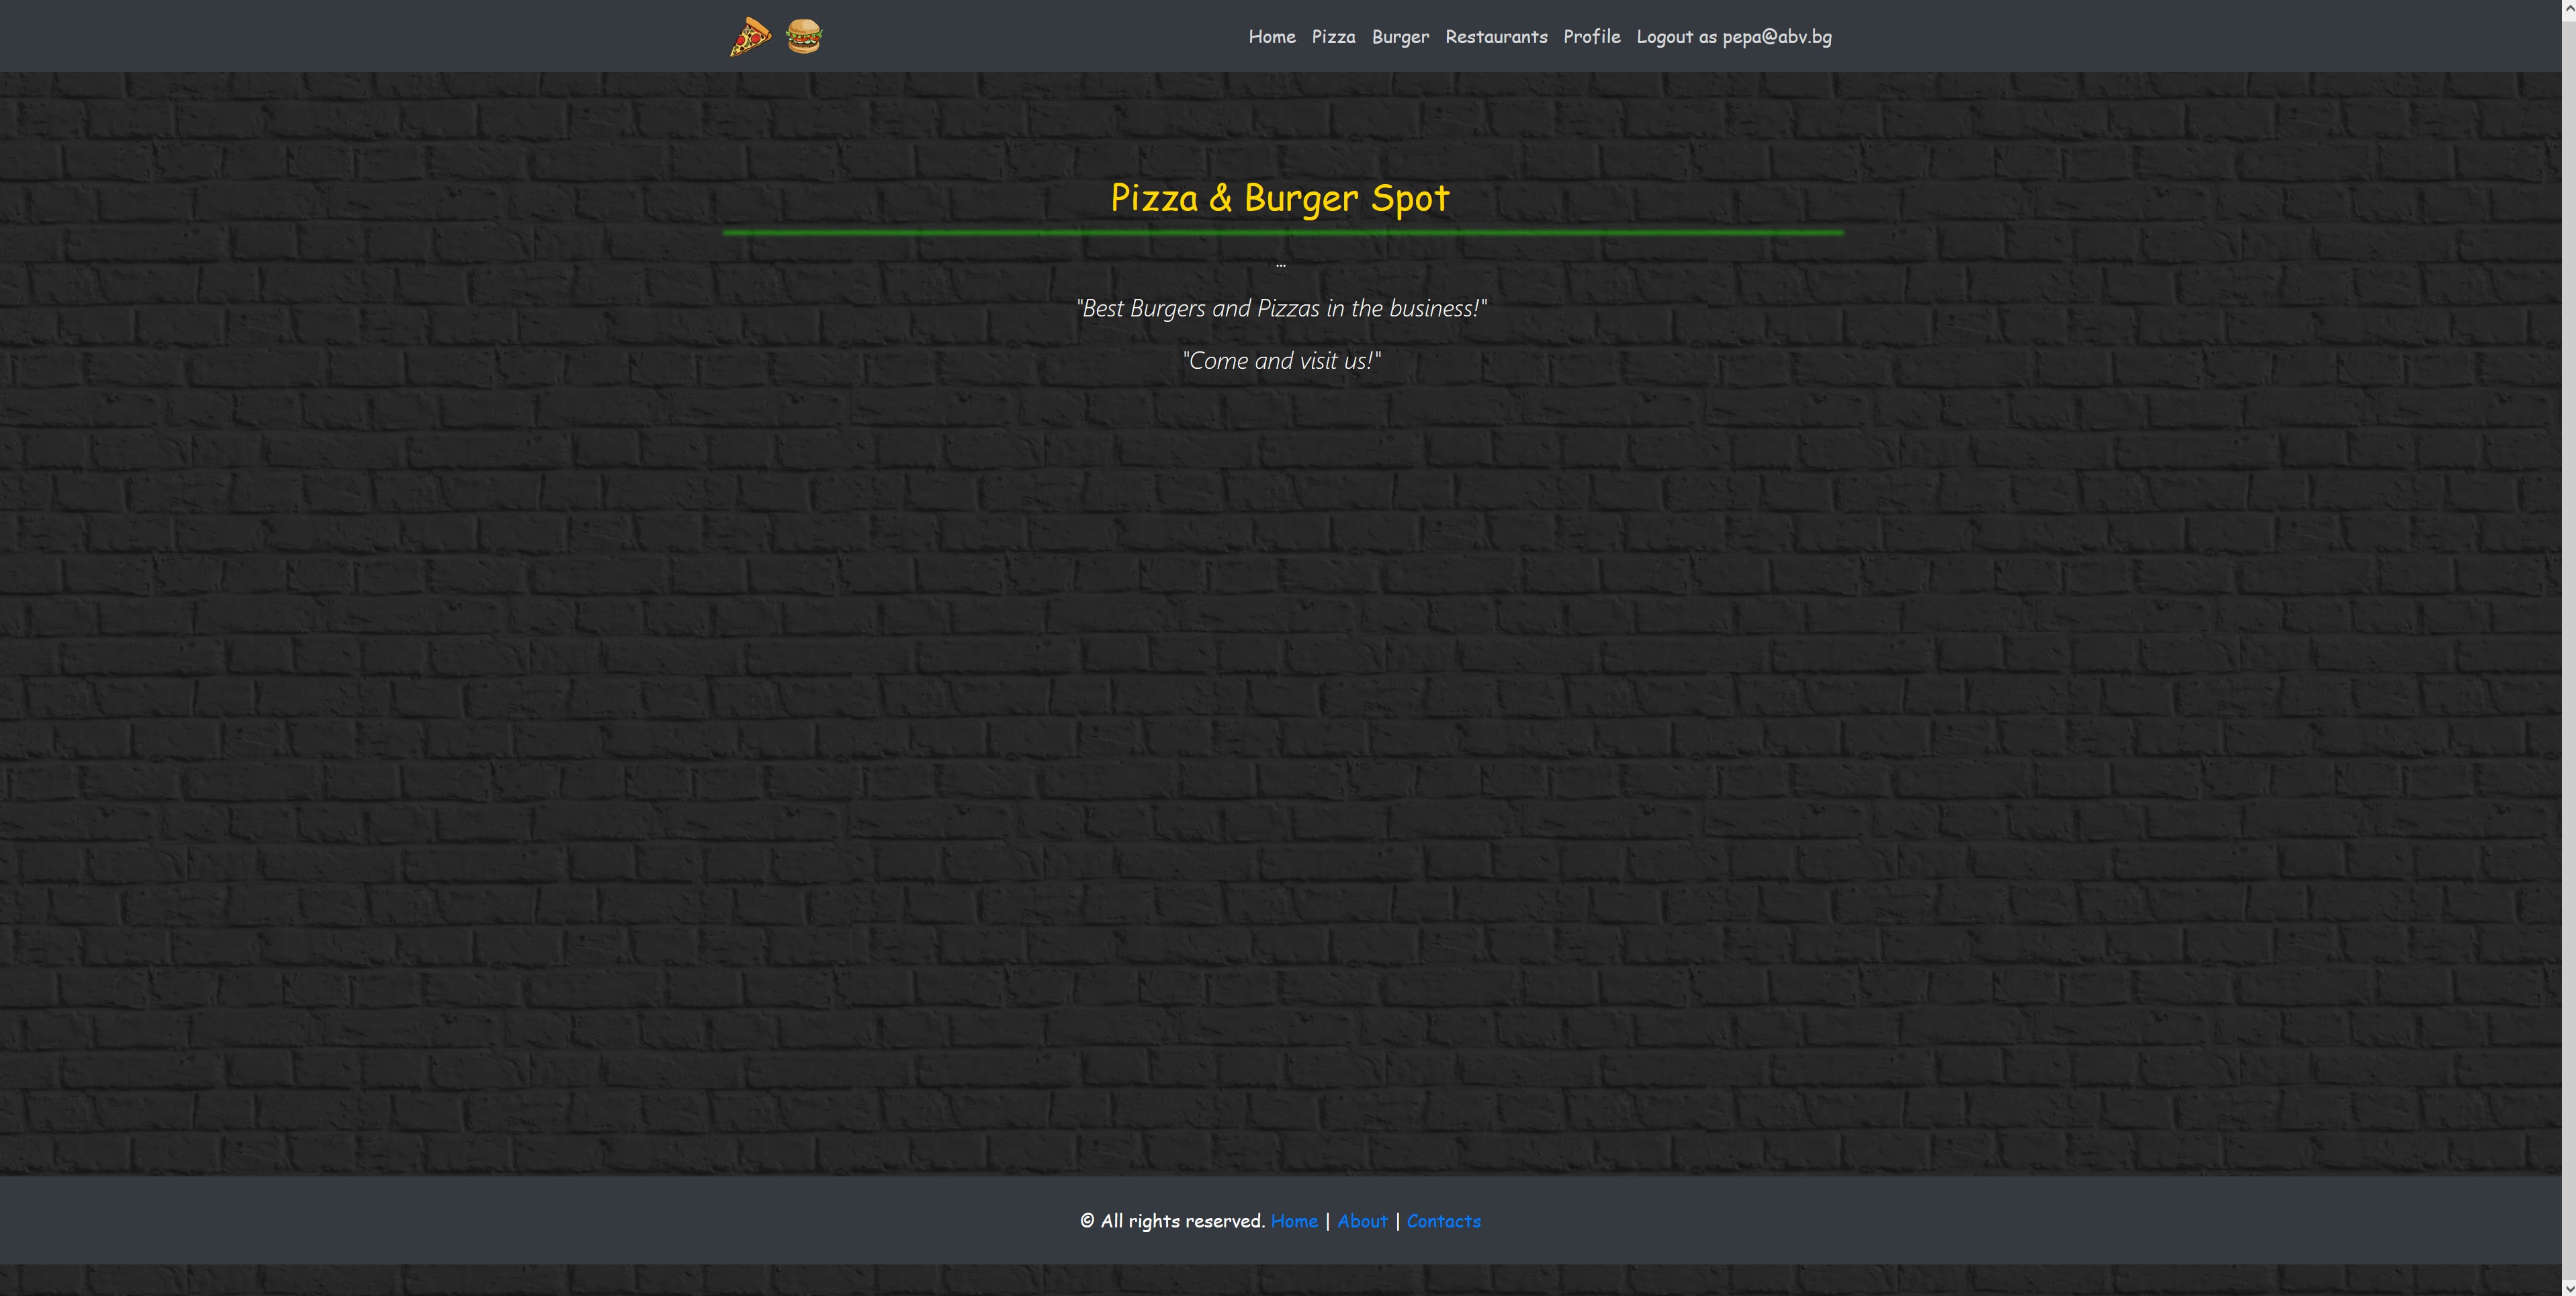 Home Pizza Burger Restaurants Profile Logout as pepa@abv.bg
Pizza & Burger Spot
...
"Best Burgers and Pizzas in the business!"
"Come and visit us!"
© All rights reserved. Home | About | Contacts